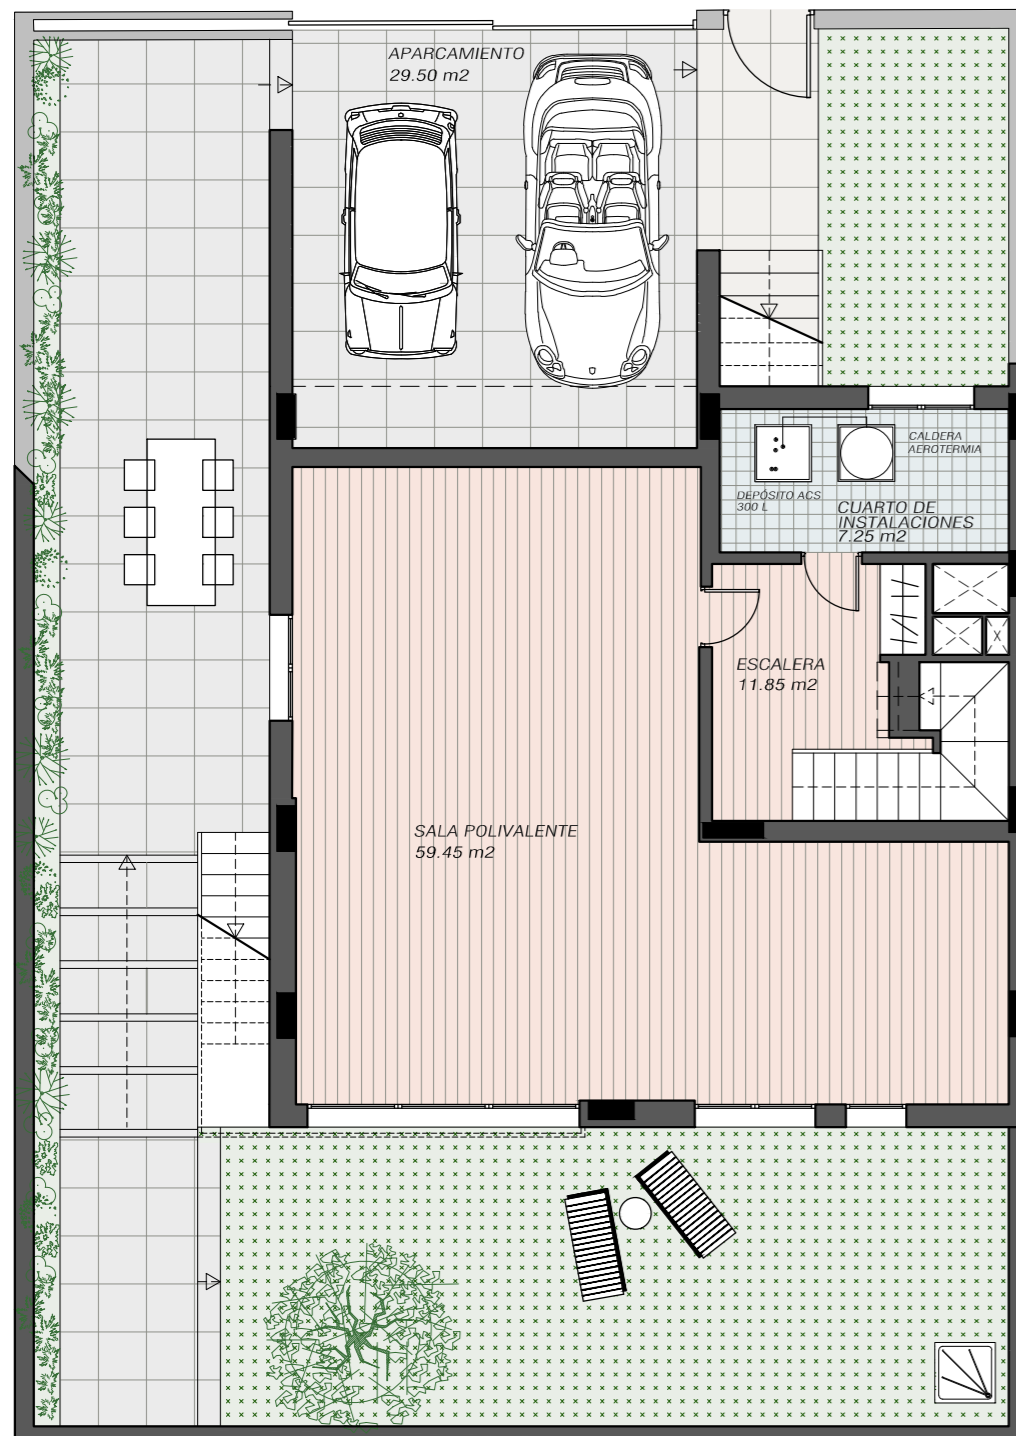 APARCAMIENTO
29.50 m2
CALDERA
AEROTERMIA
DEPÓSITO ACS
300 L
CUARTO DE
INSTALACIONES
7.25 m2
ESCALERA
11.85 m2
SALA POLIVALENTE
59.45 m2